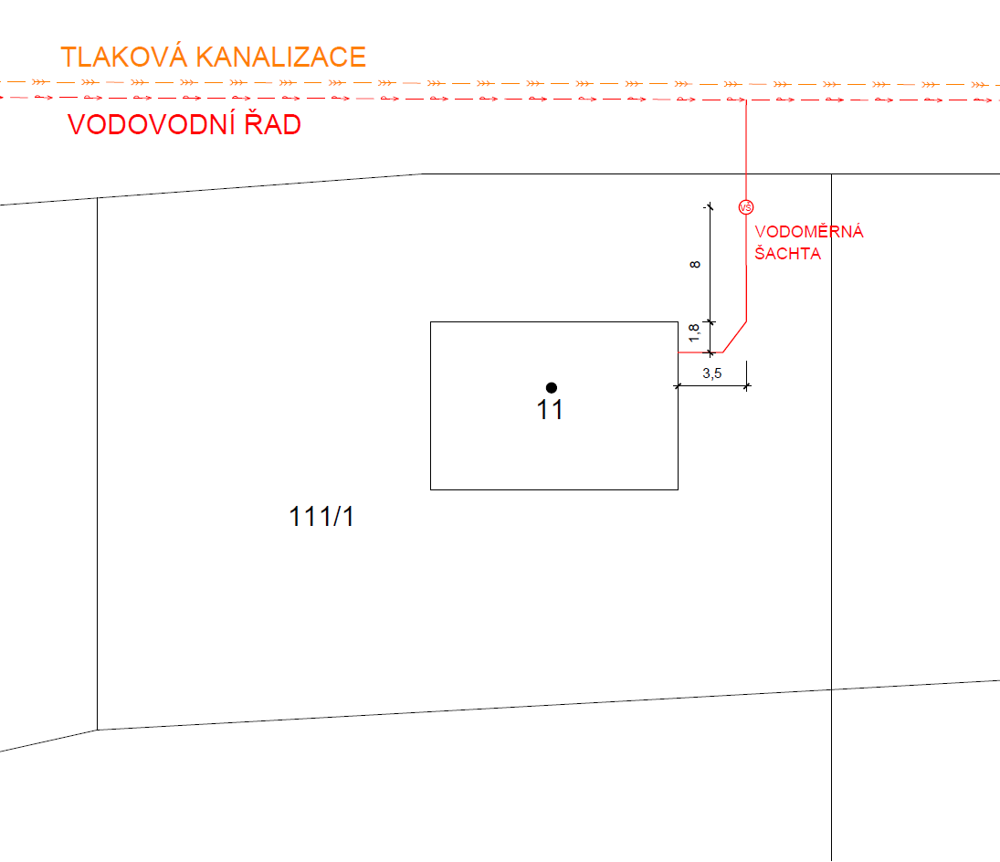 TLAKOVÁ KANALIZACE
VODOVODNÍ ŘAD
VŠ
VODOMĚRNÁ
ŠACHTA
8
1,8
3,5
11
111/1